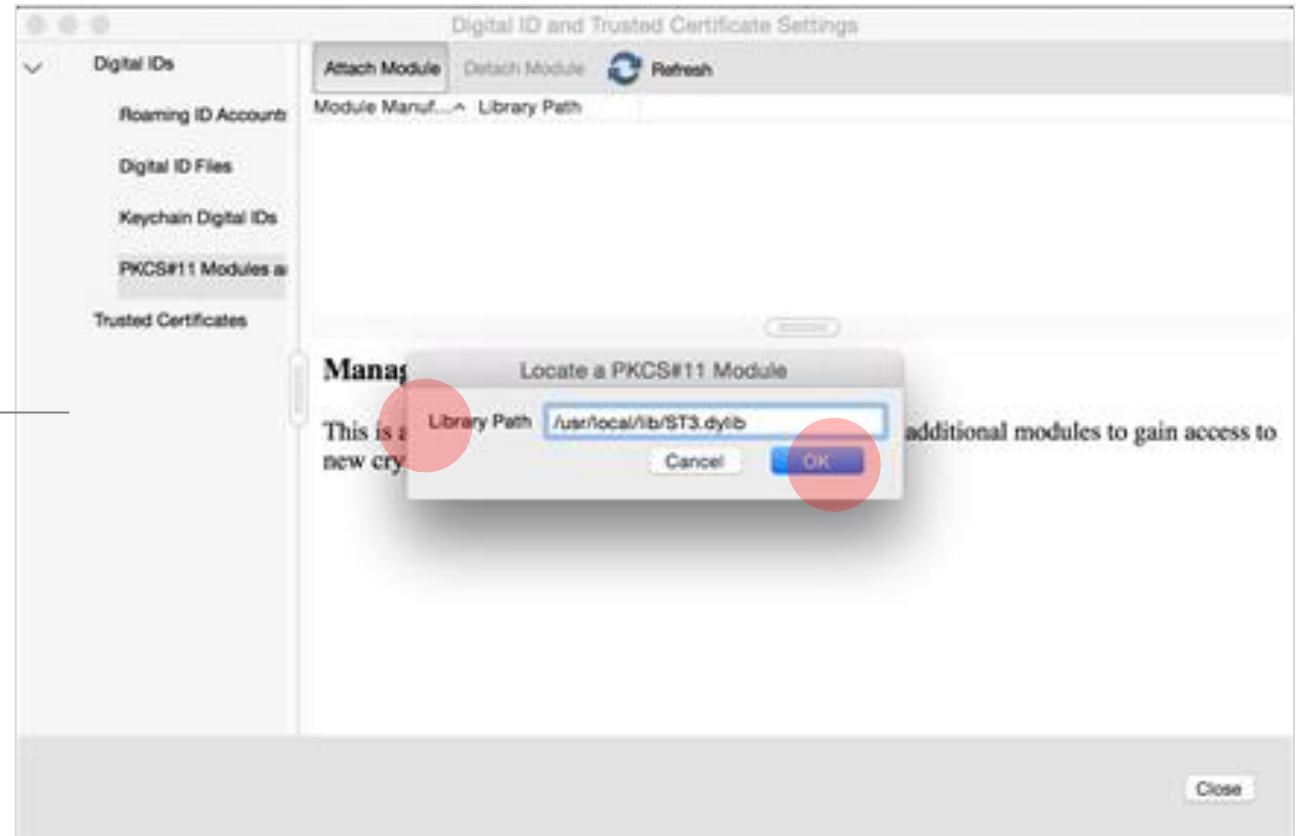 Digital ID and Trusted Certificate Settings
Digital IDs
Roaming ID Accounts
Digital ID Files
Keychain Digital IDs
PKCS#11 Modules a
Trusted Certificates
Attach Module Detach Module Refresh
Module Manuf... Library Path
Manag
This is a additional modules to gain access to
new cry
Locate a PKCS#11 Module
Library Path /usr/local/lib/ST3.dylib
Cancel OK
Close